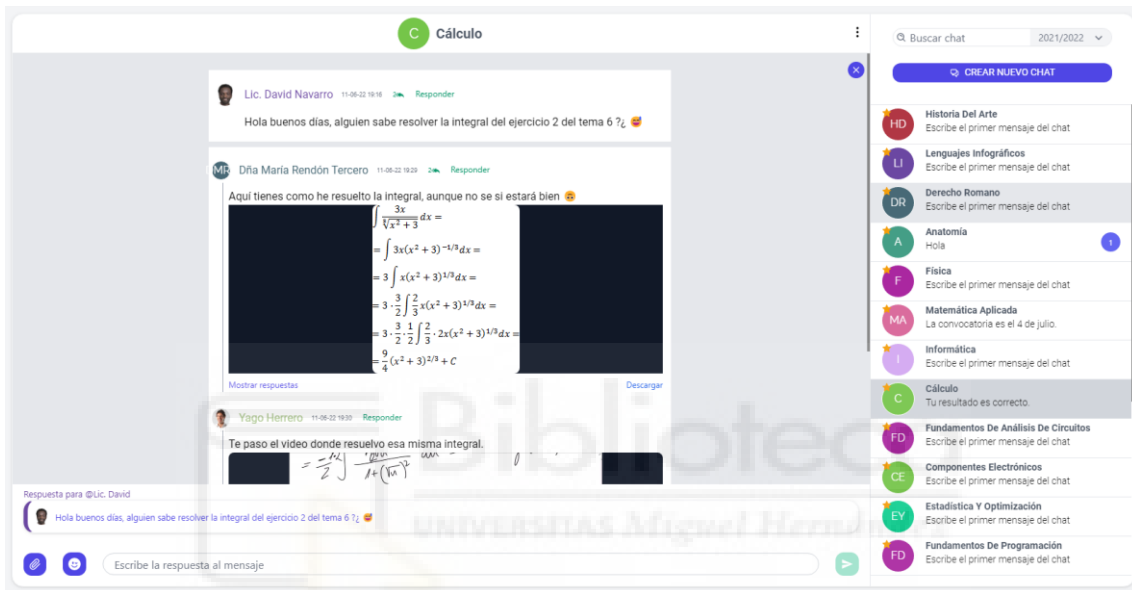 C Cálculo
Lic. David Navarro 11-06-22 19:18 2 Responder
Hola buenos días, alguien sabe resolver la integral del ejercicio 2 del tema 6 ?¿ 😅
MR Dña María Rendón Tercero 11-06-22 19:29 2 Responder
Aquí tienes como he resuelto la integral, aunque no se si estará bien 🙃
∫ 3x / ∛(x² + 3) dx =
= ∫ 3x(x² + 3)^-1/3 dx =
= 3 ∫ x(x² + 3)^1/3 dx =
= 3 · 3/2 ∫ 2/3 x(x² + 3)^1/3 dx =
= 3 · 3/2 · 1/2 ∫ 2/3 · 2x(x² + 3)^1/3 dx =
= 9/4 (x² + 3)^2/3 + C
Mostrar respuestas Descargar
Yago Herrero 11-06-22 19:30 Responder
Te paso el video donde resuelvo esa misma integral.
Respuesta para @Lic. David
Hola buenos días, alguien sabe resolver la integral del ejercicio 2 del tema 6 ?¿ 😅
Escribe la respuesta al mensaje
Buscar chat 2021/2022
CREAR NUEVO CHAT
HD Historia Del Arte
Escribe el primer mensaje del chat
LI Lenguajes Infográficos
Escribe el primer mensaje del chat
DR Derecho Romano
Escribe el primer mensaje del chat
A Anatomía
Hola 1
F Física
Escribe el primer mensaje del chat
MA Matemática Aplicada
La convocatoria es el 4 de julio.
I Informática
Escribe el primer mensaje del chat
C Cálculo
Tu resultado es correcto.
FD Fundamentos De Análisis De Circuitos
Escribe el primer mensaje del chat
CE Componentes Electrónicos
Escribe el primer mensaje del chat
EY Estadística Y Optimización
Escribe el primer mensaje del chat
FD Fundamentos De Programación
Escribe el primer mensaje del chat
Bibliotec
UNIVERSITAS Miguel Hernández